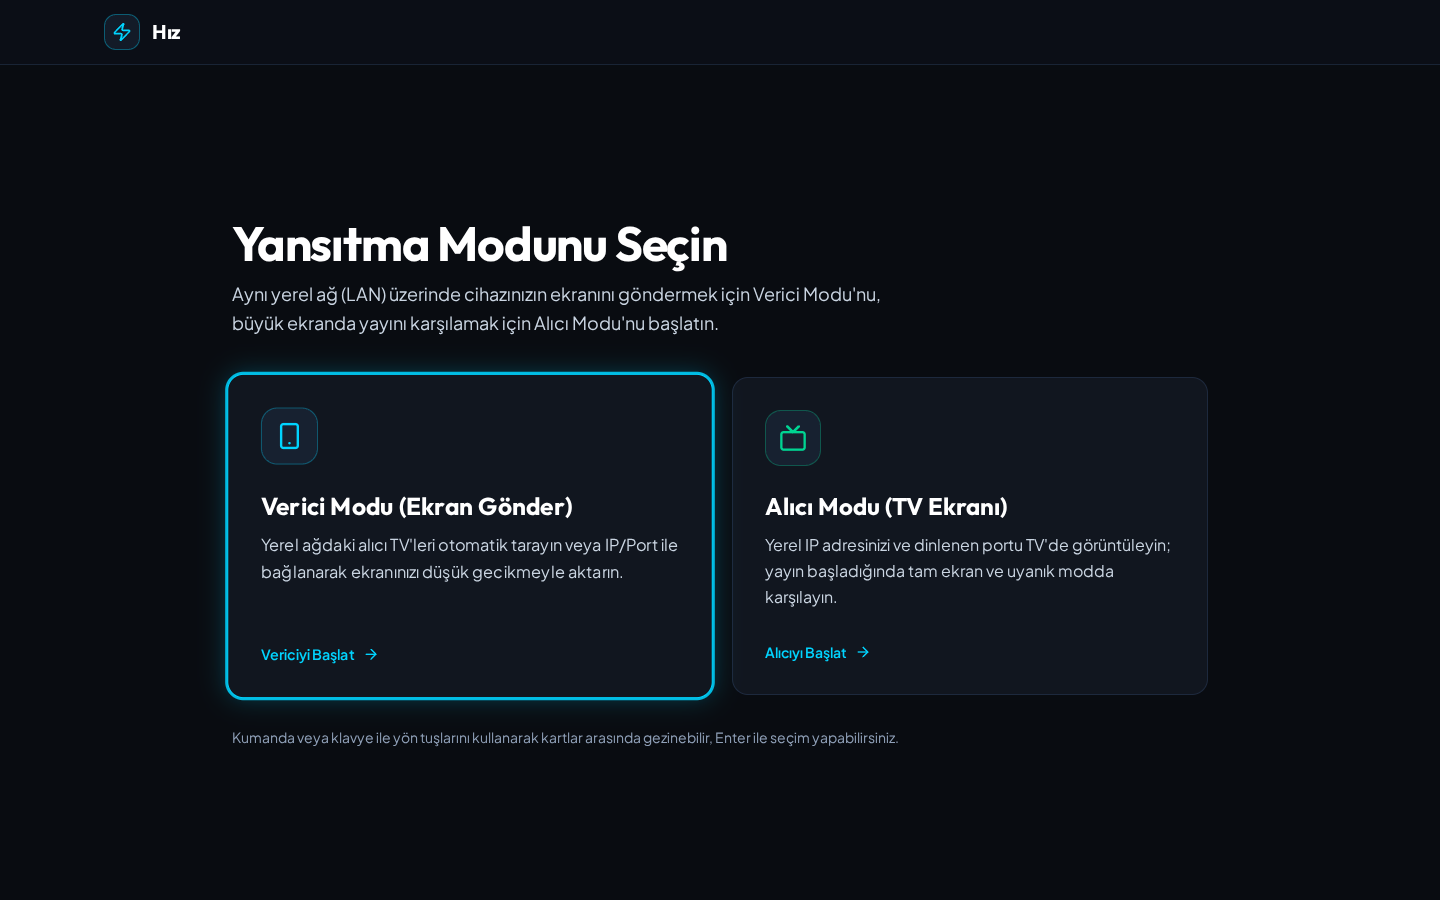 Hız
Yansıtma Modunu Seçin
Aynı yerel ağ (LAN) üzerinde cihazınızın ekranını göndermek için Verici Modu'nu,
büyük ekranda yayını karşılamak için Alıcı Modu'nu başlatın.
Verici Modu (Ekran Gönder)
Yerel ağdaki alıcı TV'leri otomatik tarayın veya IP/Port ile
bağlanarak ekranınızı düşük gecikmeyle aktarın.
Vericiyi Başlat
Alıcı Modu (TV Ekranı)
Yerel IP adresinizi ve dinlenen portu TV'de görüntüleyin;
yayın başladığında tam ekran ve uyanık modda
karşılayın.
Alıcıyı Başlat
Kumanda veya klavye ile yön tuşlarını kullanarak kartlar arasında gezinebilir, Enter ile seçim yapabilirsiniz.